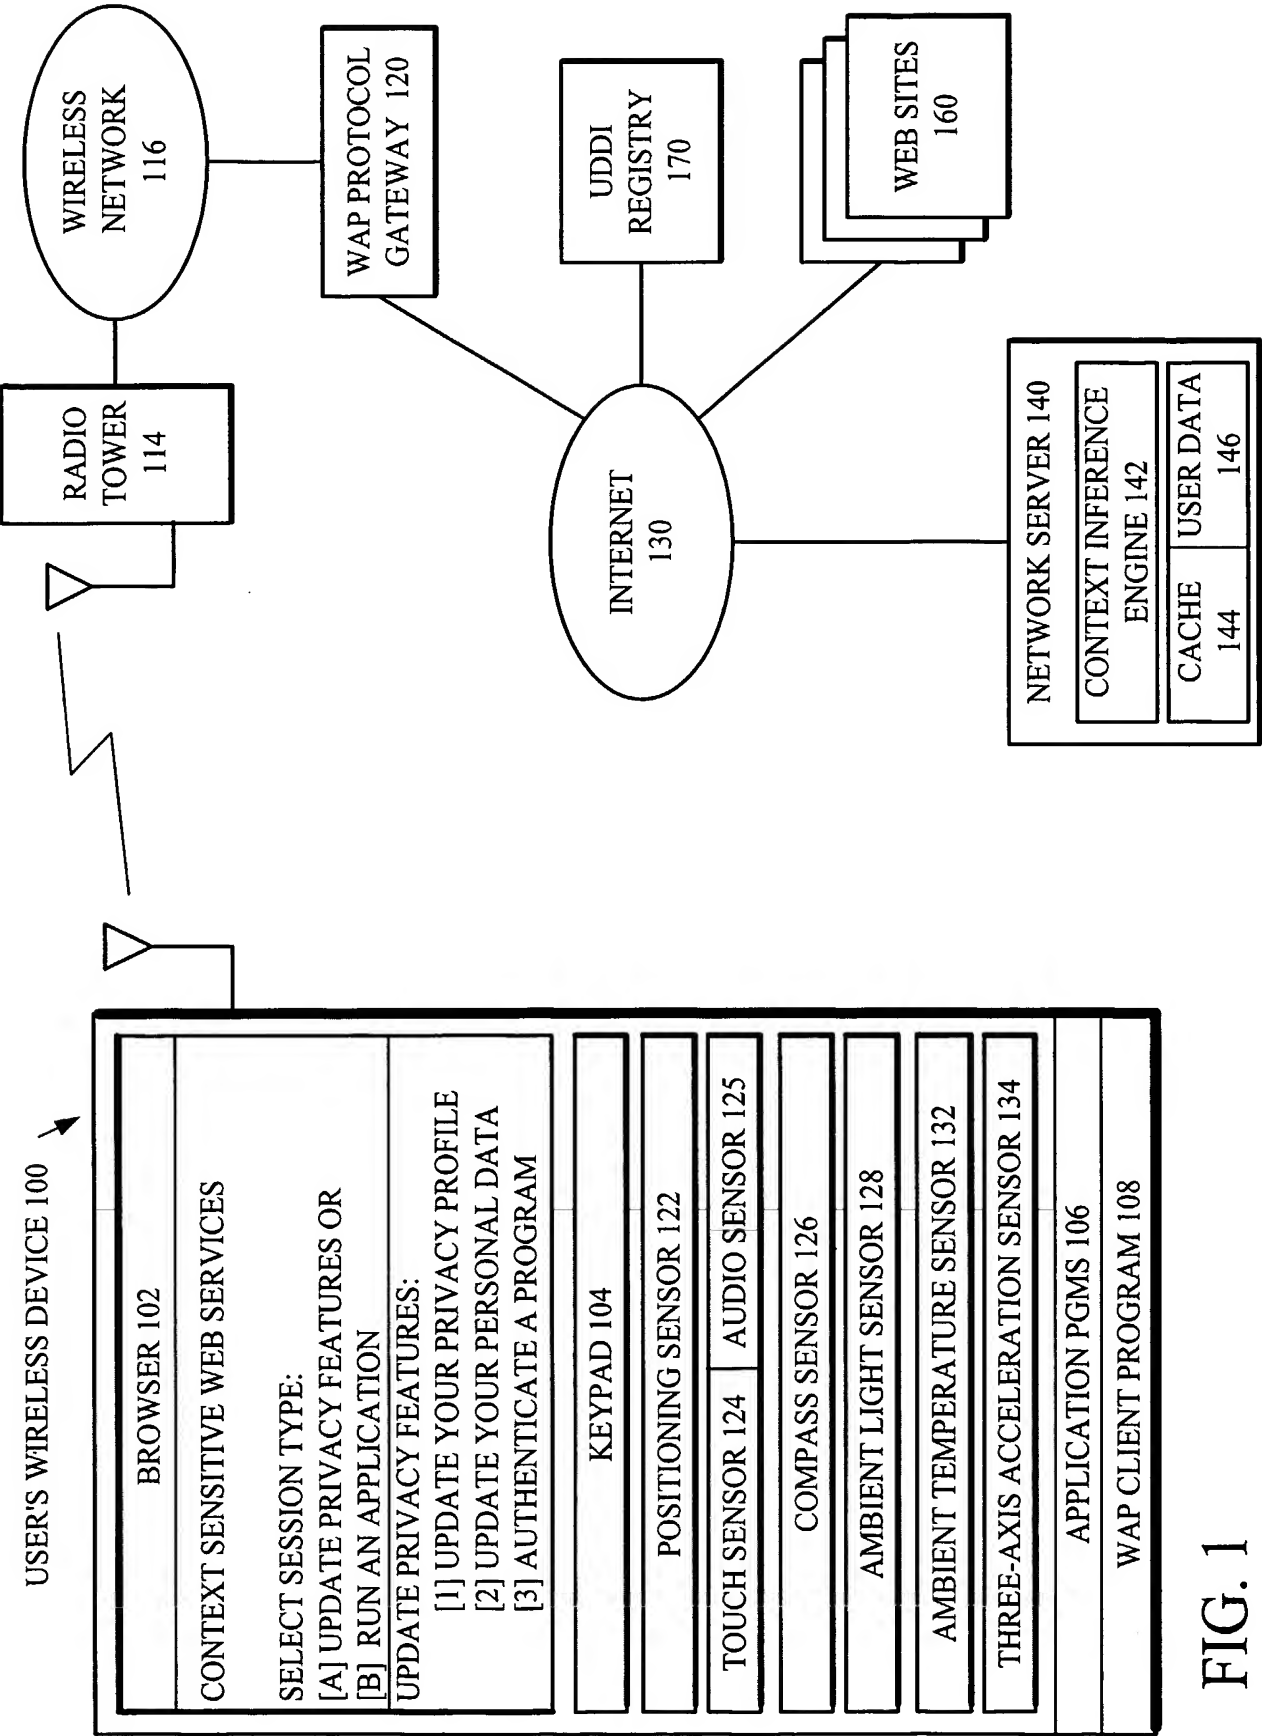 USER'S WIRELESS DEVICE 100
BROWSER 102
CONTEXT SENSITIVE WEB SERVICES
SELECT SESSION TYPE:
[A] UPDATE PRIVACY FEATURES OR
[B] RUN AN APPLICATION
UPDATE PRIVACY FEATURES:
[1] UPDATE YOUR PRIVACY PROFILE
[2] UPDATE YOUR PERSONAL DATA
[3] AUTHENTICATE A PROGRAM
KEYPAD 104
POSITIONING SENSOR 122
TOUCH SENSOR 124
AUDIO SENSOR 125
COMPASS SENSOR 126
AMBIENT LIGHT SENSOR 128
AMBIENT TEMPERATURE SENSOR 132
THREE-AXIS ACCELERATION SENSOR 134
APPLICATION PGMS 106
WAP CLIENT PROGRAM 108
RADIO
TOWER
114
WIRELESS
NETWORK
116
WAP PROTOCOL
GATEWAY 120
INTERNET
130
UDDI
REGISTRY
170
WEB SITES
160
NETWORK SERVER 140
CONTEXT INFERENCE
ENGINE 142
CACHE
144
USER DATA
146
FIG. 1